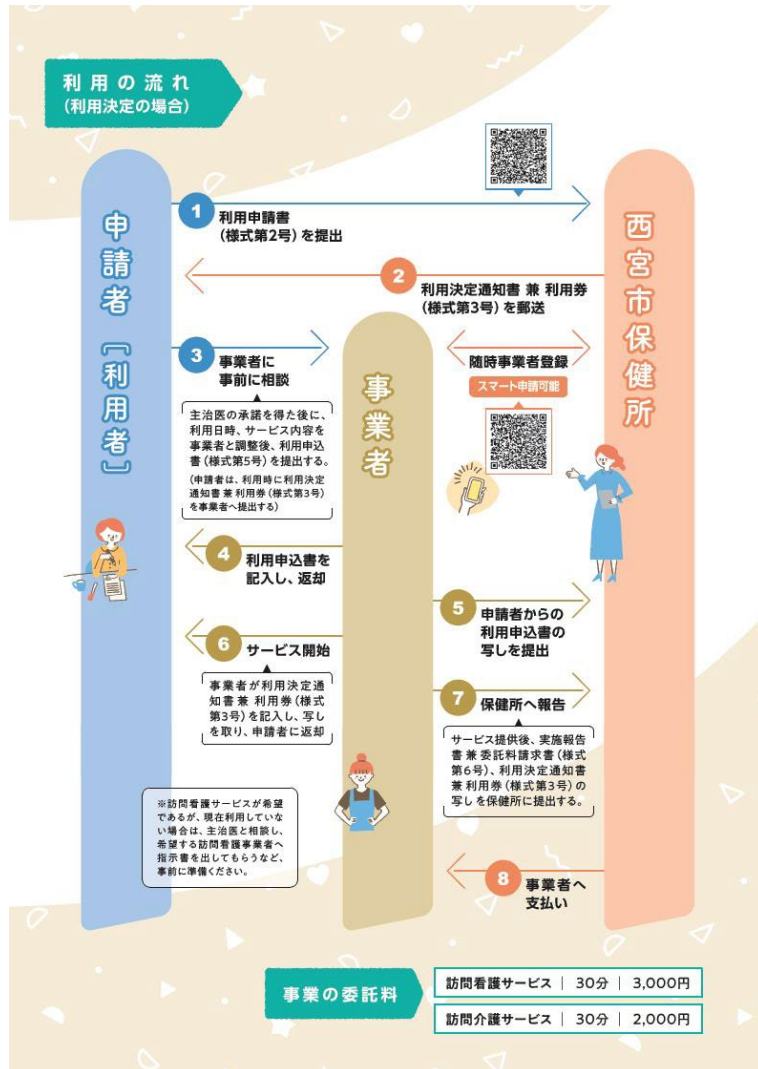 利用の流れ
(利用決定の場合)
申請者［利用者］
西宮市保健所
事業者
1
利用申請書
(様式第2号)を提出
2
利用決定通知書 兼 利用券
(様式第3号)を郵送
3
事業者に
事前に相談
主治医の承諾を得た後に、
利用日時、サービス内容を
事業者と調整後、利用申込
書(様式第5号)を提出する。
(申請者は、利用時に利用決定
通知書 兼 利用券(様式第3号)
を事業者へ提出する)
随時事業者登録
スマート申請可能
4
利用申込書を
記入し、返却
5
申請者からの
利用申込書の
写しを提出
6
サービス開始
事業者が利用決定通
知書 兼 利用券(様式
第3号)を記入し、写し
を取り、申請者に返却
7
保健所へ報告
サービス提供後、実施報告
書 兼 委託料請求書(様式
第6号)、利用決定通知書
兼 利用券(様式第3号)の
写しを保健所に提出する。
※訪問看護サービスが希望
であるが、現在利用していな
い場合は、主治医と相談し、
希望する訪問看護事業者へ
指示書を出してもらうなど、
事前に準備ください。
8
事業者へ
支払い
事業の委託料
訪問看護サービス | 30分 | 3,000円
訪問介護サービス | 30分 | 2,000円